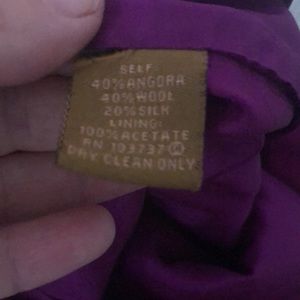 SELF:
40% ANGORA
40% WOOL
20% SILK
LINING:
100% ACETATE
RN 103737
DRY CLEAN ONLY